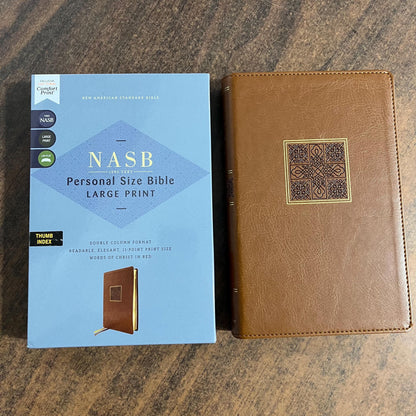 Comfort
Print
NEW AMERICAN STANDARD BIBLE
NASB
LARGE
PRINT
NASB
1995 TEXT
Personal Size Bible
LARGE PRINT
THUMB
INDEX
DOUBLE COLUMN FORMAT
READABLE, ELEGANT, 11-POINT PRINT SIZE
WORDS OF CHRIST IN RED